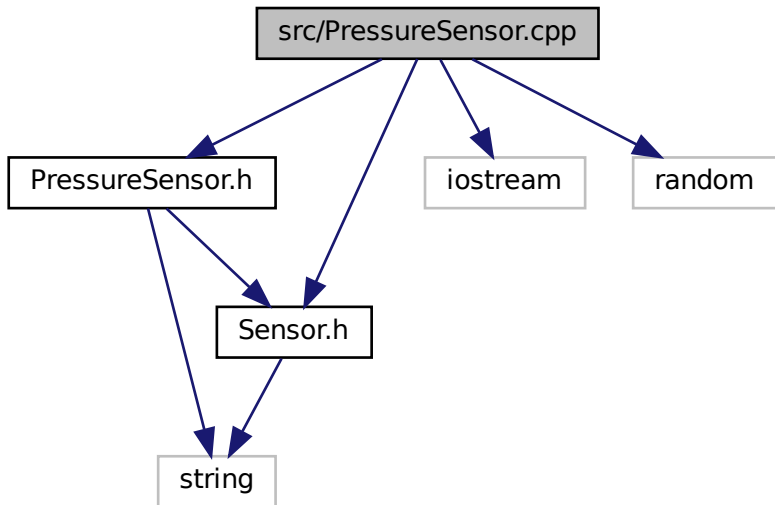 src/PressureSensor.cpp
PressureSensor.h
iostream
random
Sensor.h
string